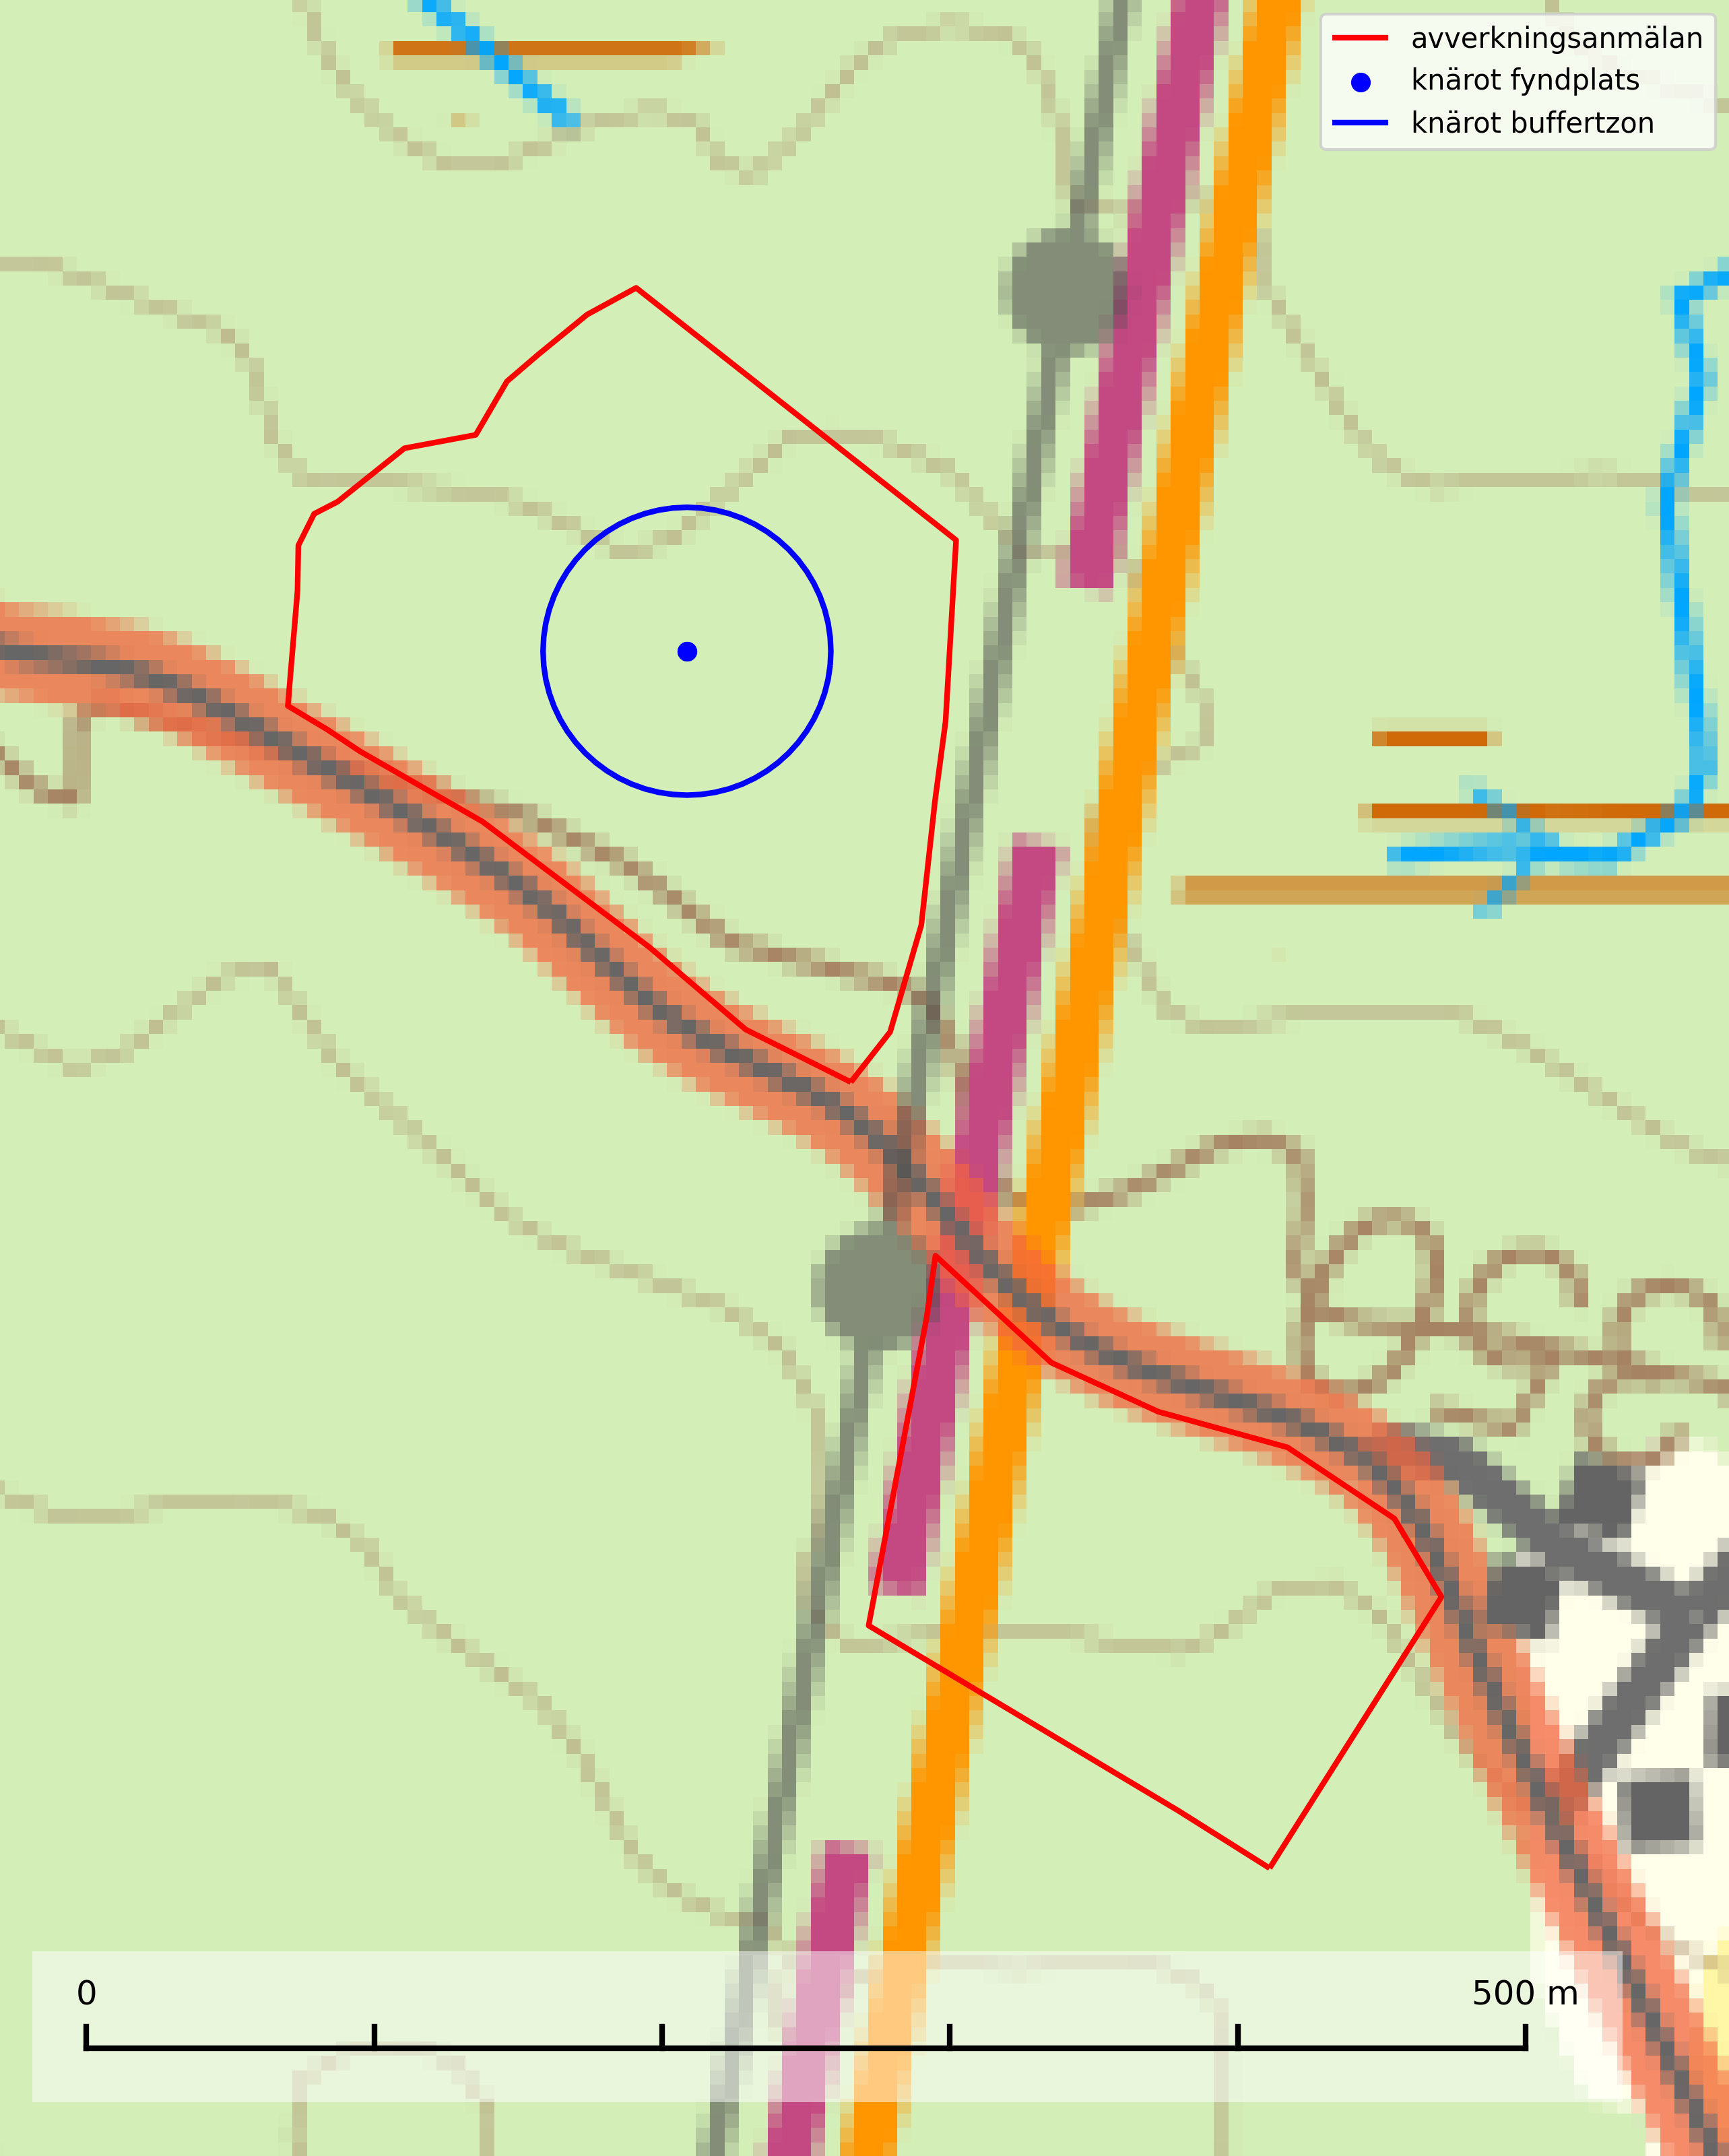 avverkningsanmälan
knärot fyndplats
knärot buffertzon
0
500 m